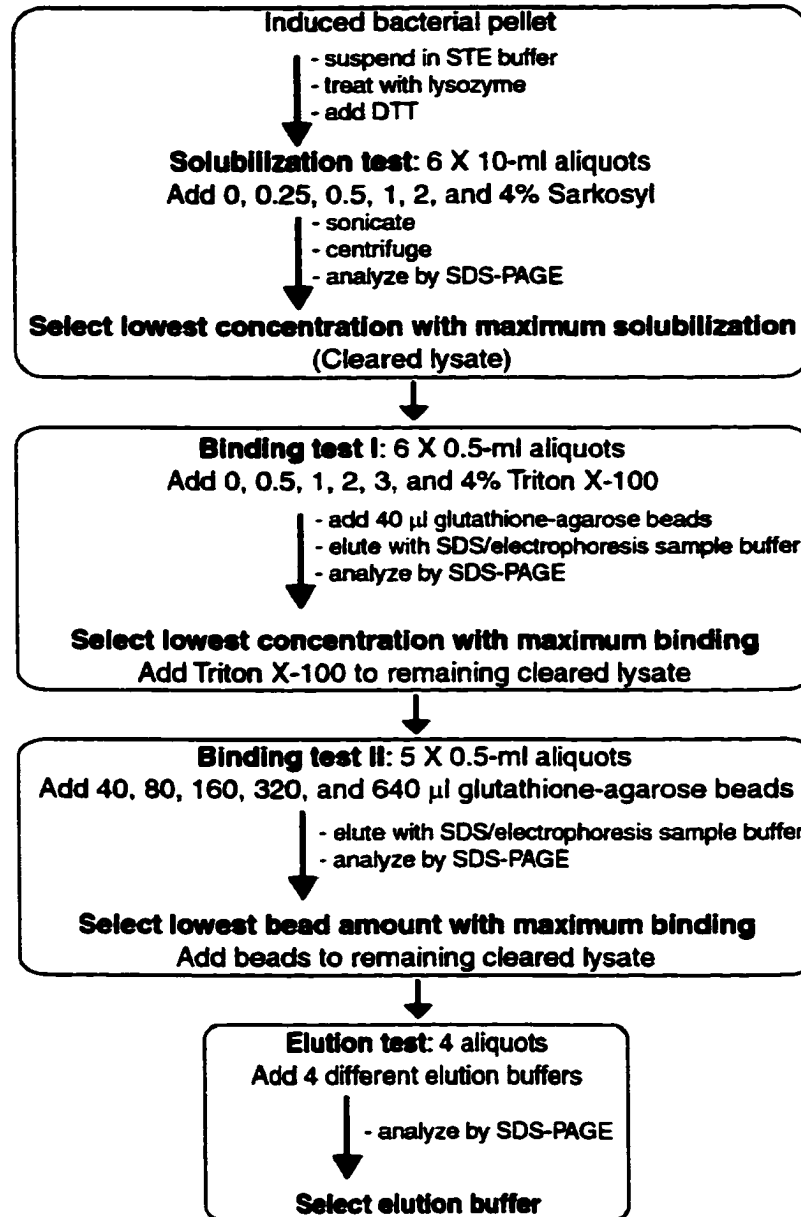 Induced bacterial pellet
- suspend in STE buffer
- treat with lysozyme
- add DTT
Solubilization test: 6 X 10-ml aliquots
Add 0, 0.25, 0.5, 1, 2, and 4% Sarkosyl
- sonicate
- centrifuge
- analyze by SDS-PAGE
Select lowest concentration with maximum solubilization
(Cleared lysate)
Binding test I: 6 X 0.5-ml aliquots
Add 0, 0.5, 1, 2, 3, and 4% Triton X-100
- add 40 µl glutathione-agarose beads
- elute with SDS/electrophoresis sample buffer
- analyze by SDS-PAGE
Select lowest concentration with maximum binding
Add Triton X-100 to remaining cleared lysate
Binding test II: 5 X 0.5-ml aliquots
Add 40, 80, 160, 320, and 640 µl glutathione-agarose beads
- elute with SDS/electrophoresis sample buffer
- analyze by SDS-PAGE
Select lowest bead amount with maximum binding
Add beads to remaining cleared lysate
Elution test: 4 aliquots
Add 4 different elution buffers
- analyze by SDS-PAGE
Select elution buffer